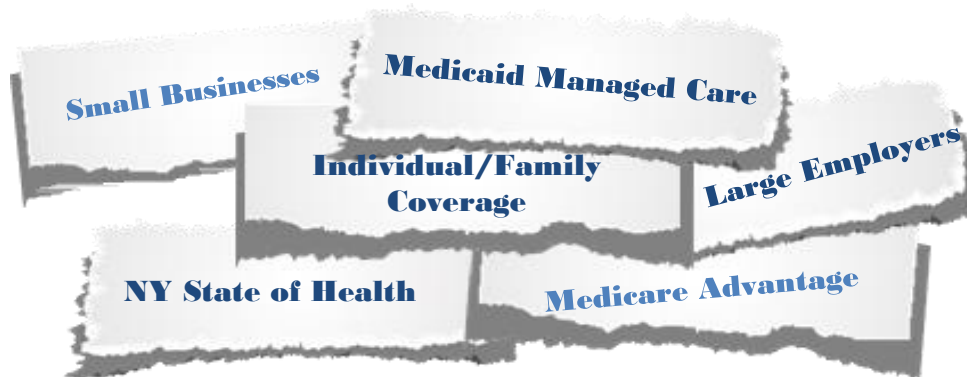 Small Businesses
Medicaid Managed Care
Individual/Family
Coverage
Large Employers
NY State of Health
Medicare Advantage